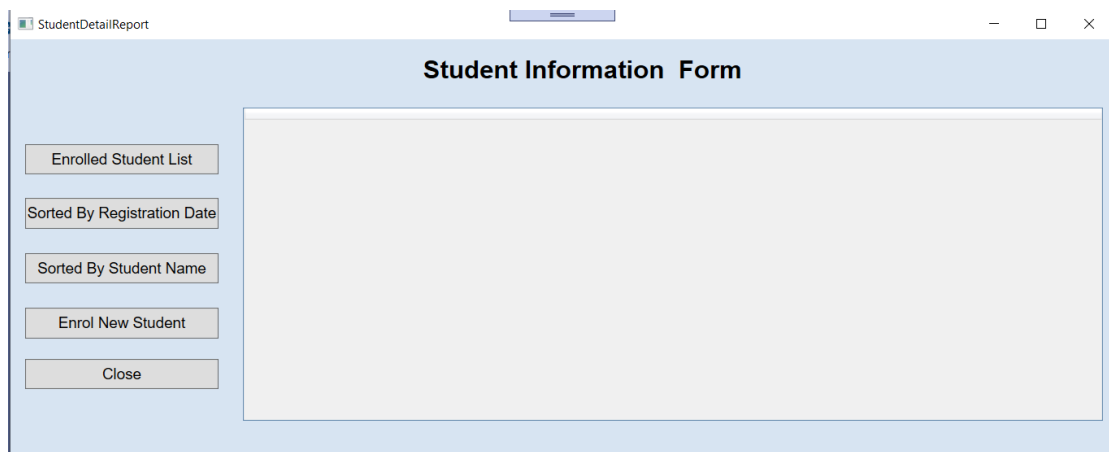 StudentDetailReport
Student Information  Form
Enrolled Student List
Sorted By Registration Date
Sorted By Student Name
Enrol New Student
Close